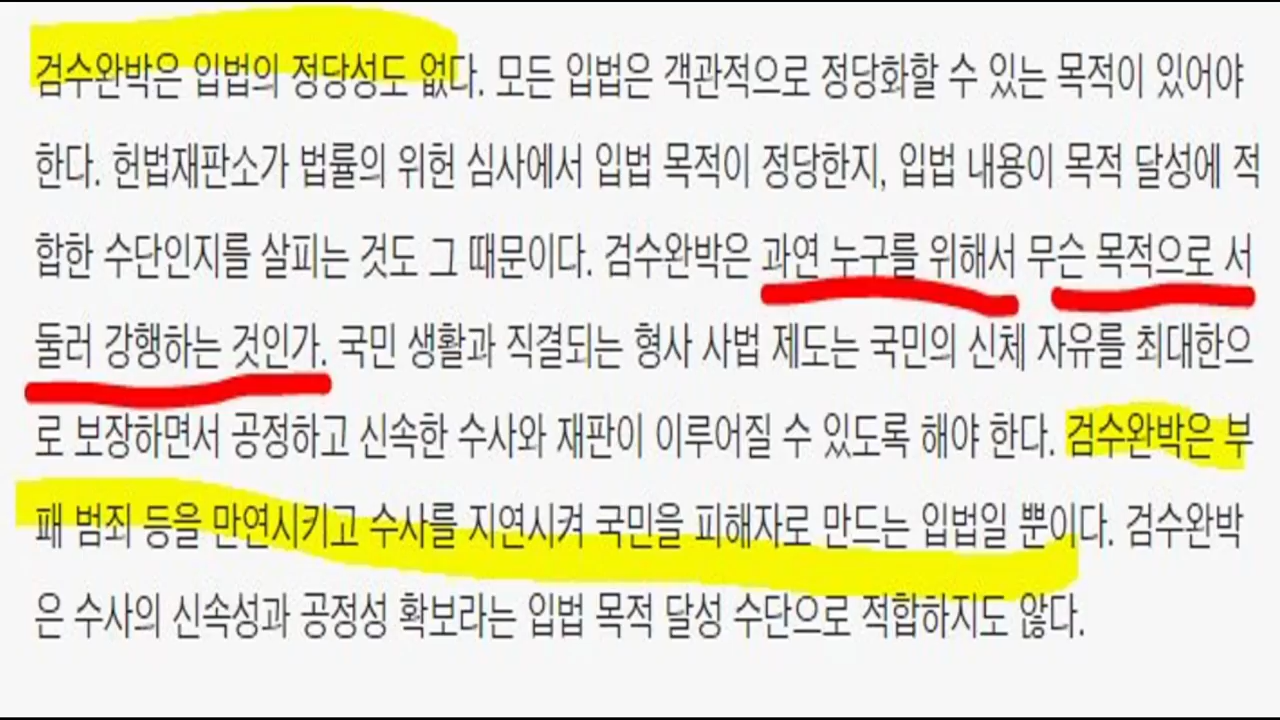 검수완박은 입법의 정당성도 없다. 모든 입법은 객관적으로 정당화할 수 있는 목적이 있어야
한다. 헌법재판소가 법률의 위헌 심사에서 입법 목적이 정당한지, 입법 내용이 목적 달성에 적
합한 수단인지를 살피는 것도 그 때문이다. 검수완박은 과연 누구를 위해서 무슨 목적으로 서
둘러 강행하는 것인가. 국민 생활과 직결되는 형사 사법 제도는 국민의 신체 자유를 최대한으
로 보장하면서 공정하고 신속한 수사와 재판이 이루어질 수 있도록 해야 한다. 검수완박은 부
패 범죄 등을 만연시키고 수사를 지연시켜 국민을 피해자로 만드는 입법일 뿐이다. 검수완박
은 수사의 신속성과 공정성 확보라는 입법 목적 달성 수단으로 적합하지도 않다.